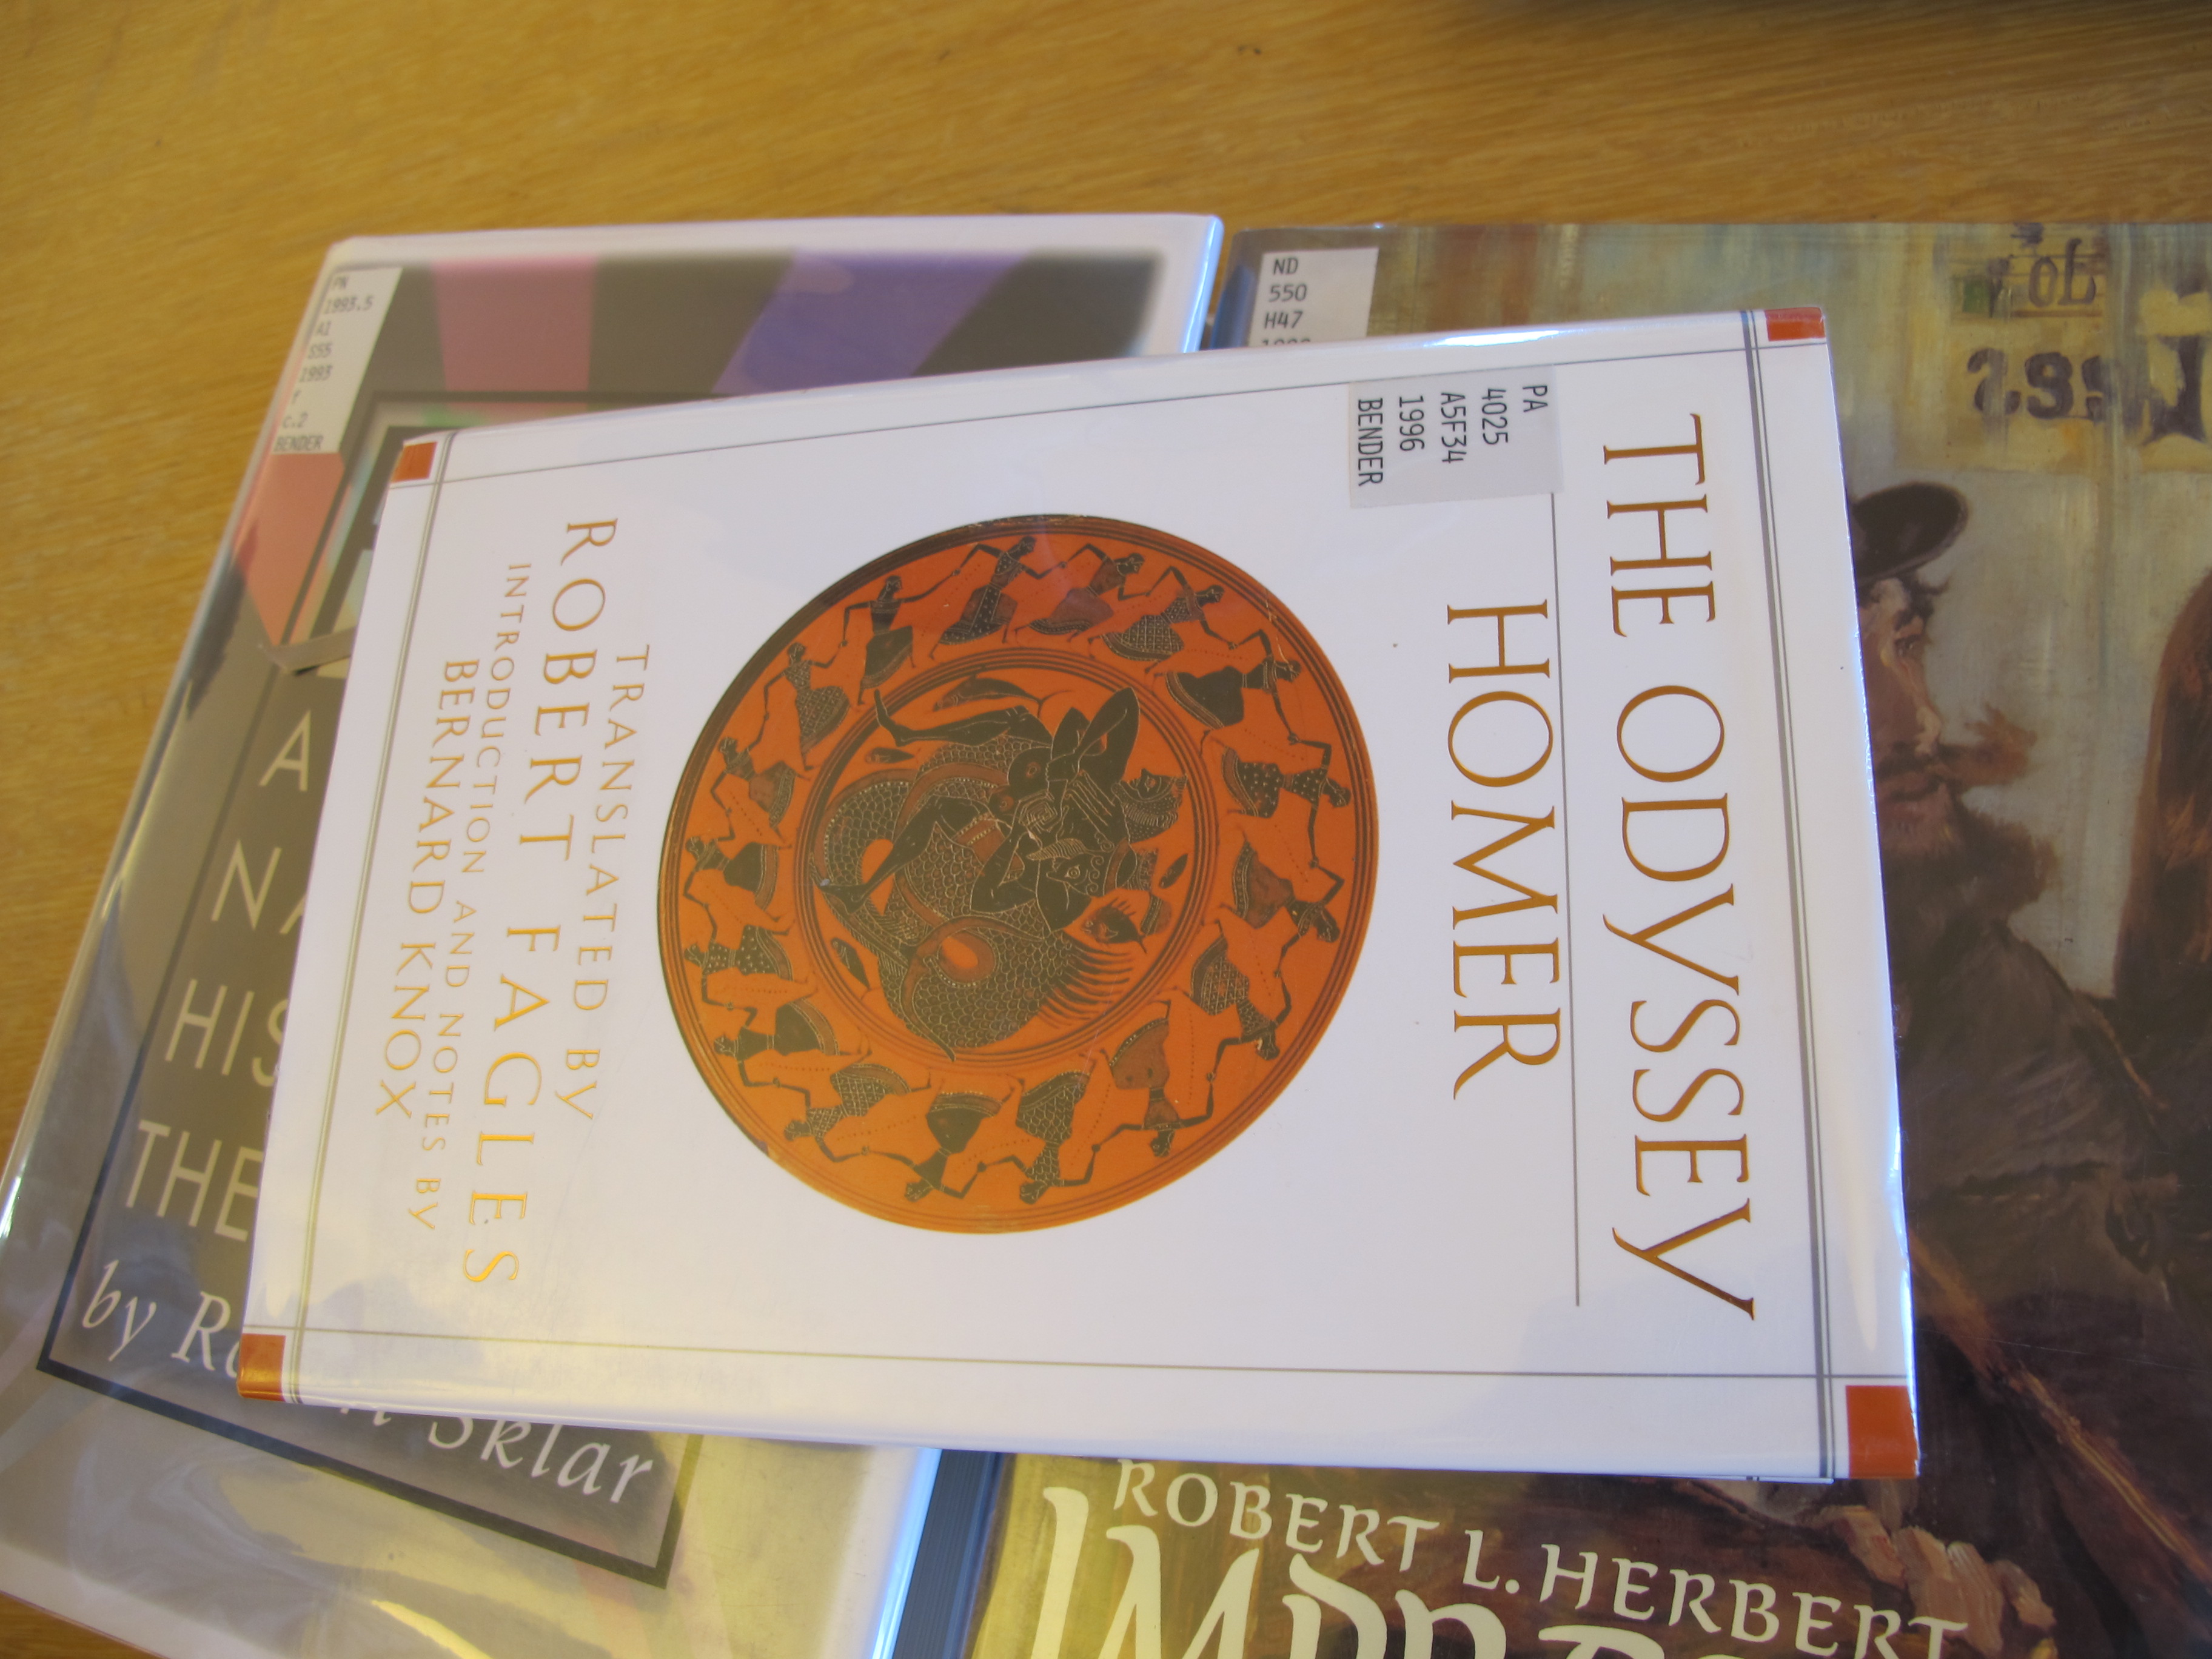 THE ODYSSEY
HOMER
PA
4025
A5F34
1996
BENDER
TRANSLATED BY
ROBERT FAGLES
INTRODUCTION AND NOTES BY
BERNARD KNOX
PN
1993.5
A1
S55
1993
Y
c.2
BENDER
A
HIS
THE
by
Sklar
ND
550
H47
ROBERT L. HERBERT